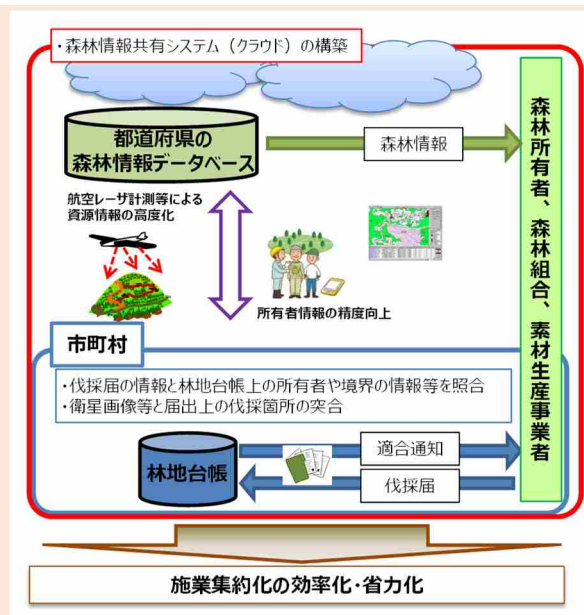 ・森林情報共有システム（クラウド）の構築
都道府県の
森林情報データベース
森林情報
森林所有者、森林組合、素材生産事業者
航空レーザ計測等による
資源情報の高度化
所有者情報の精度向上
市町村
・伐採届の情報と林地台帳上の所有者や境界の情報等を照合
・衛星画像等と届出上の伐採箇所の突合
林地台帳
適合通知
伐採届
施業集約化の効率化・省力化